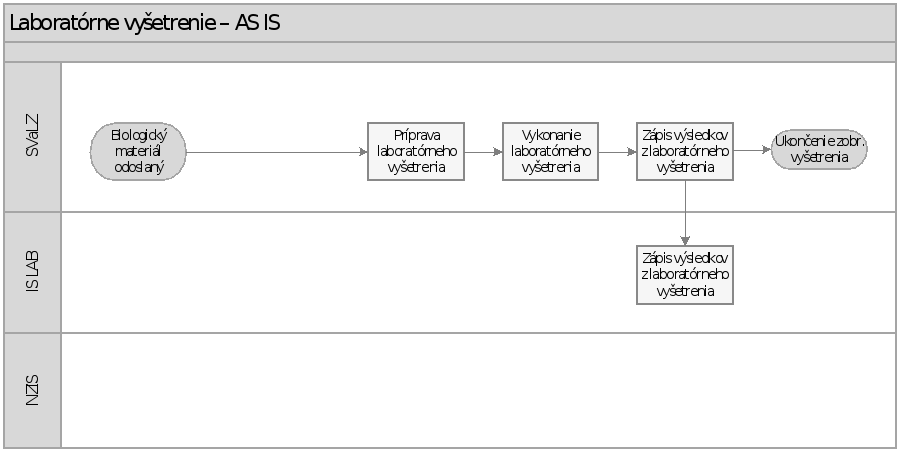 Laboratórne vyšetrenie – AS IS
SVaLZ
Biologický
materiál
odoslaný
Príprava
laboratórneho
vyšetrenia
Vykonanie
laboratórneho
vyšetrenia
Zápis výsledkov
z laboratórneho
vyšetrenia
Ukončenie zobr.
vyšetrenia
IS LAB
Zápis výsledkov
z laboratórneho
vyšetrenia
NZIS